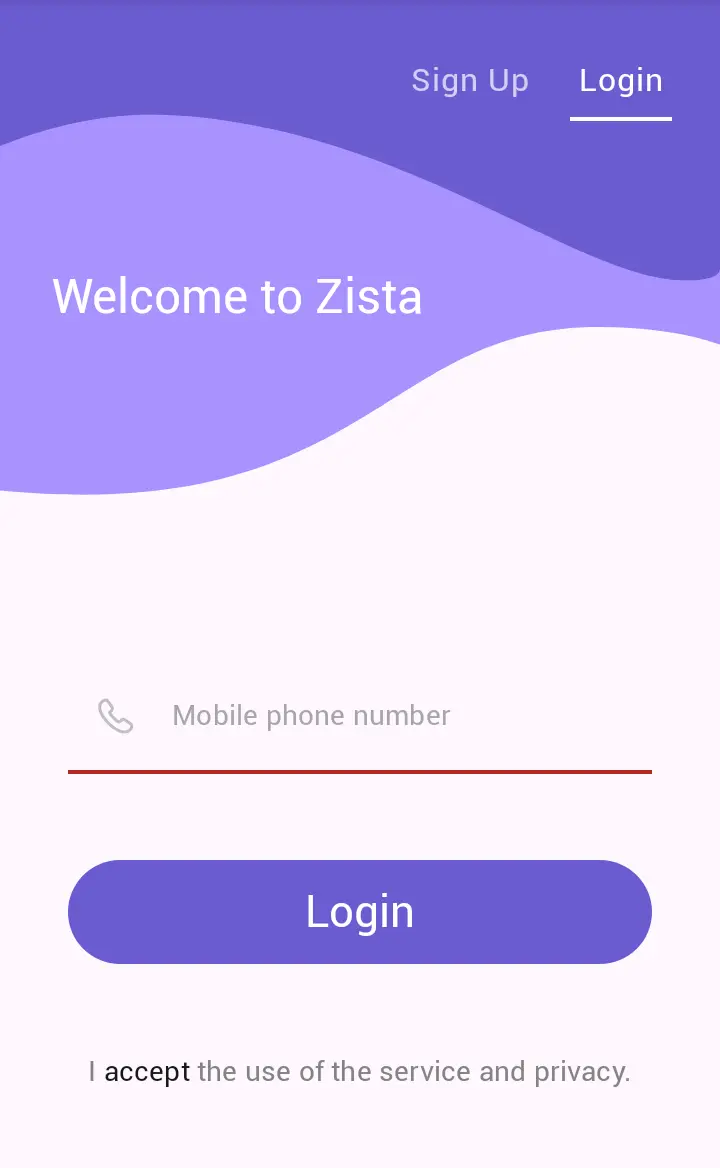 Sign Up Login
Welcome to Zista
Mobile phone number
Login
I accept the use of the service and privacy.